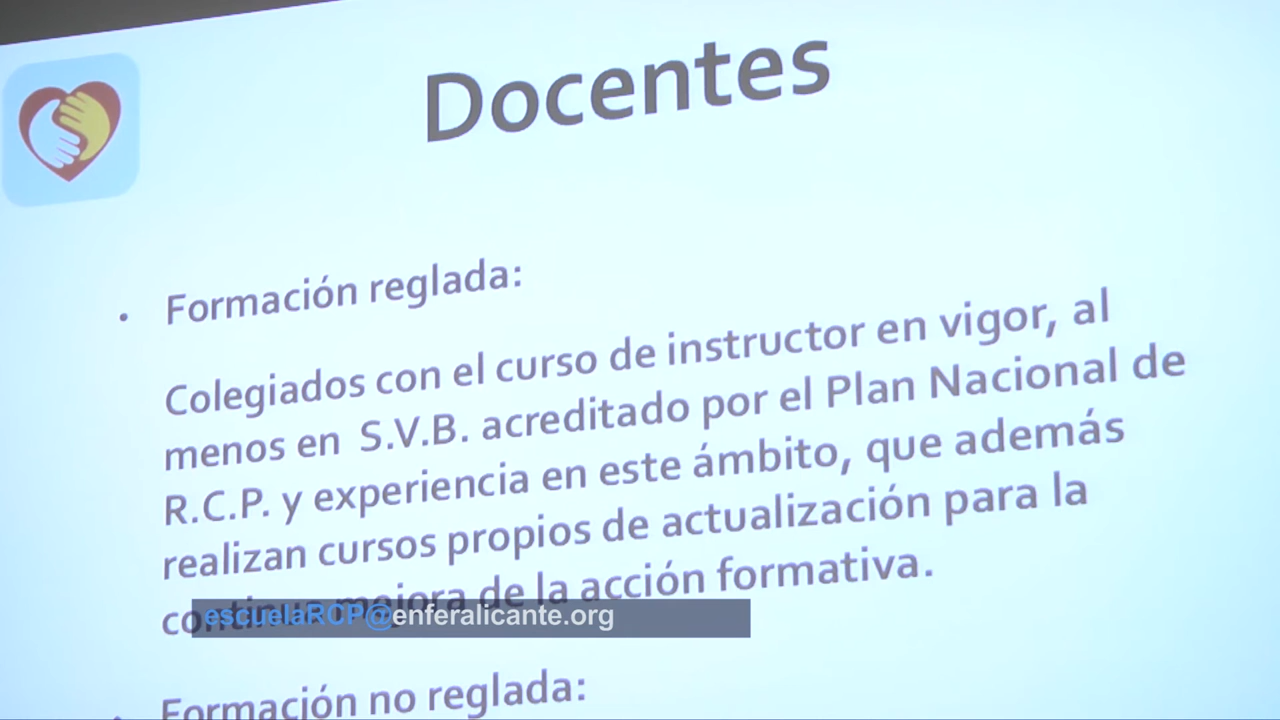 Docentes
• Formación reglada:
Colegiados con el curso de instructor en vigor, al
menos en S.V.B. acreditado por el Plan Nacional de
R.C.P. y experiencia en este ámbito, que además
realizan cursos propios de actualización para la
continua mejora de la acción formativa.
escuelaRCP@enferalicante.org
• Formación no reglada: